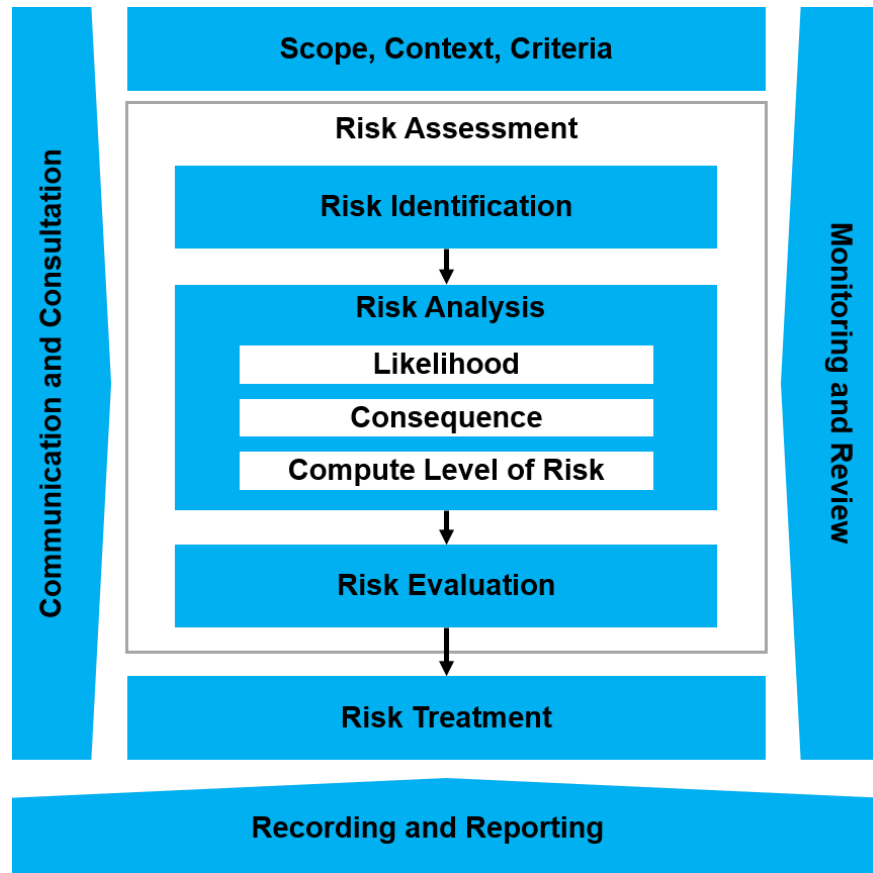 Scope, Context, Criteria
Risk Assessment
Risk Identification
Risk Analysis
Likelihood
Consequence
Compute Level of Risk
Risk Evaluation
Risk Treatment
Communication and Consultation
Monitoring and Review
Recording and Reporting